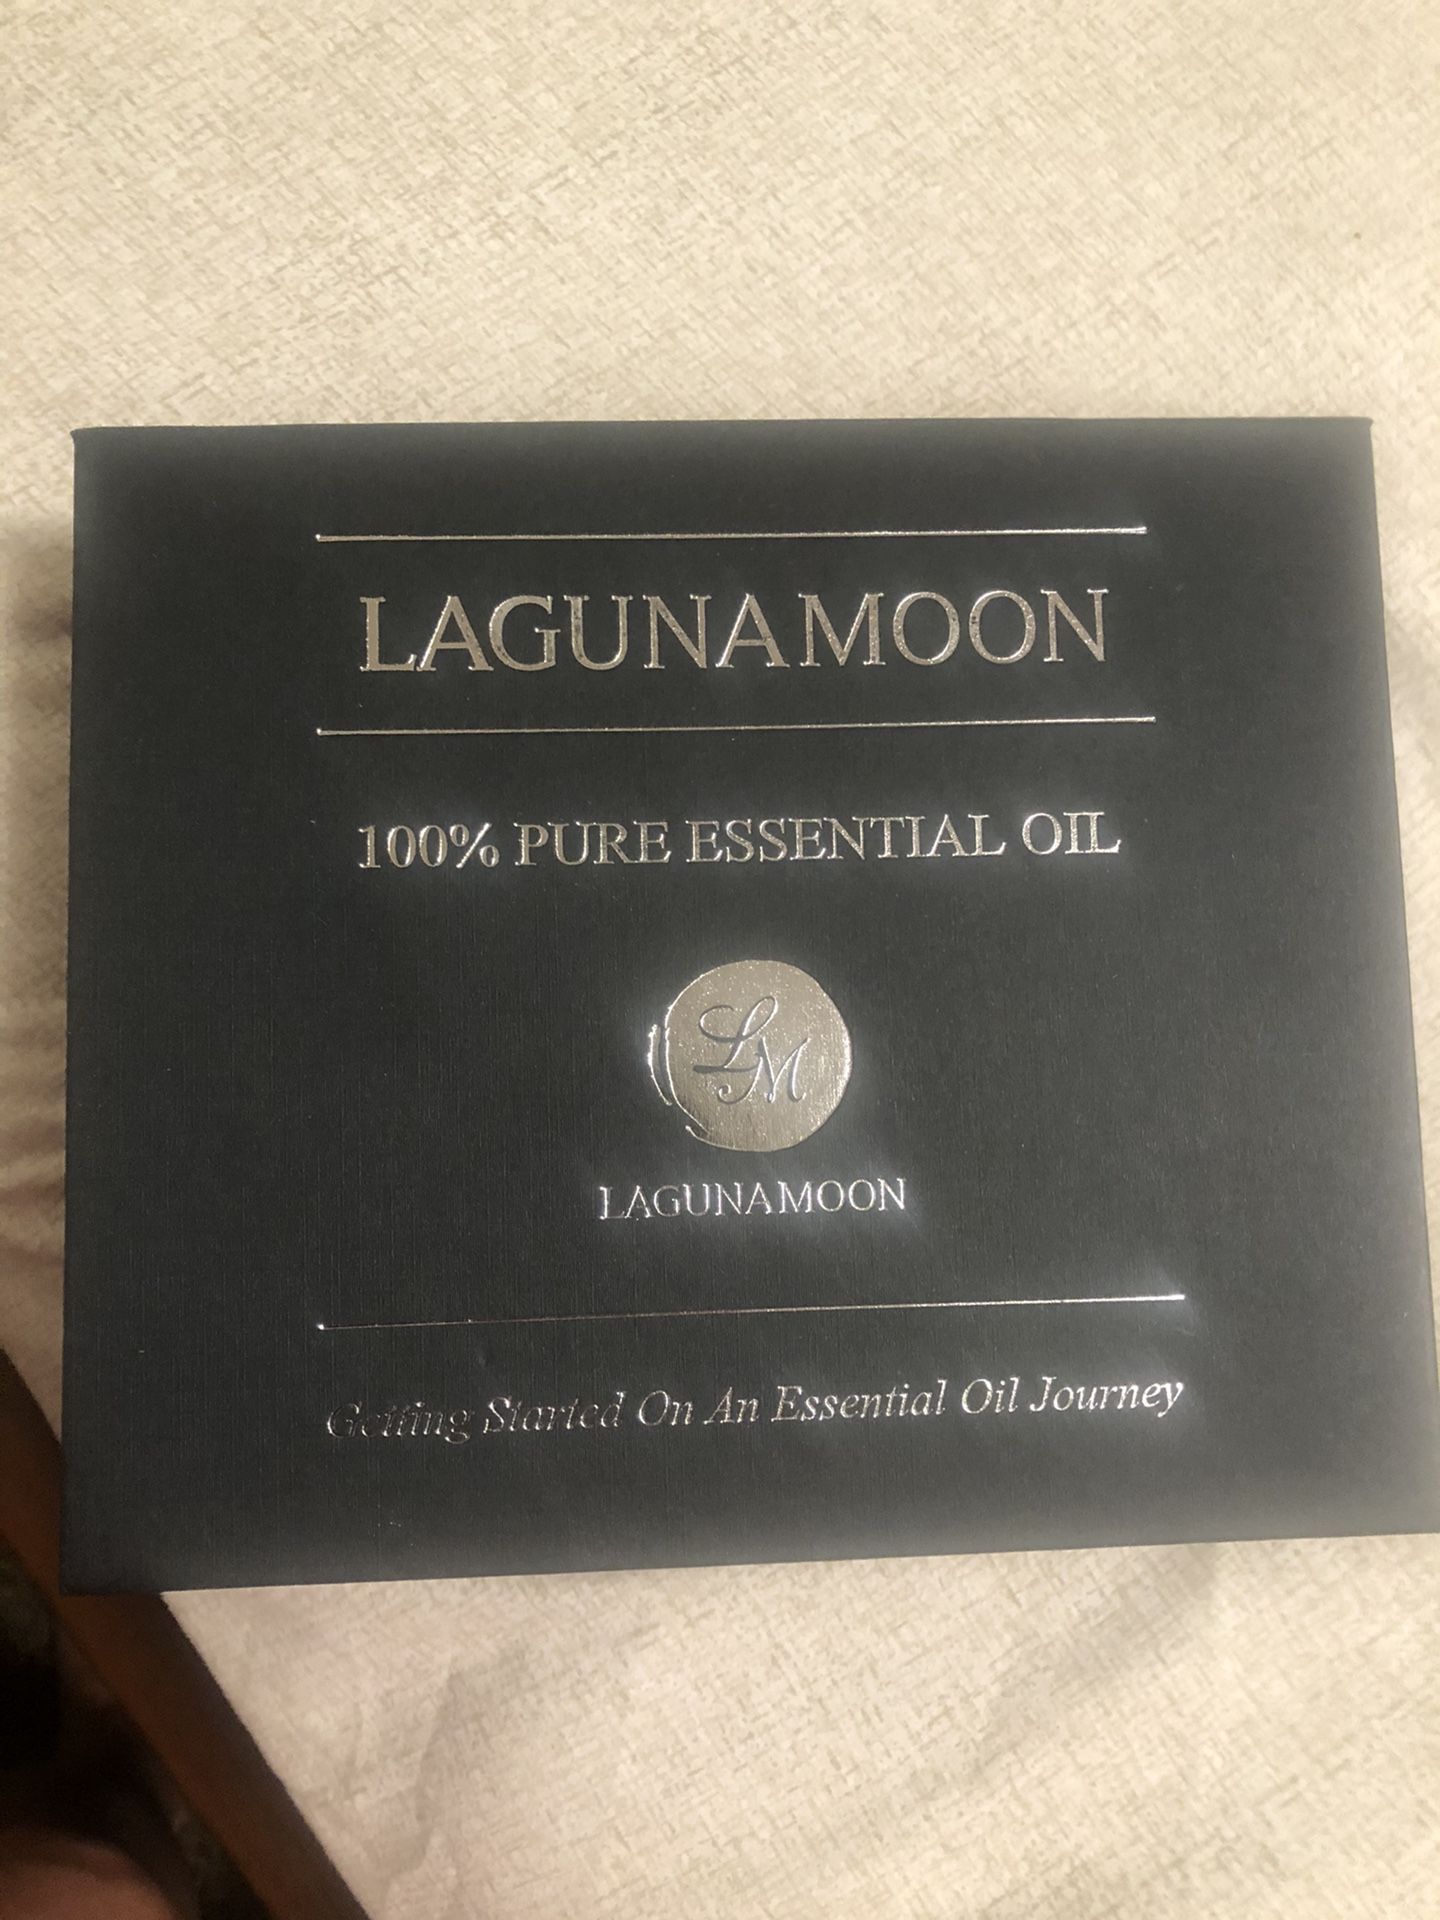 LAGUNAMOON
100% PURE ESSENTIAL OIL
LM
LAGUNAMOON
Getting Started On An Essential Oil Journey